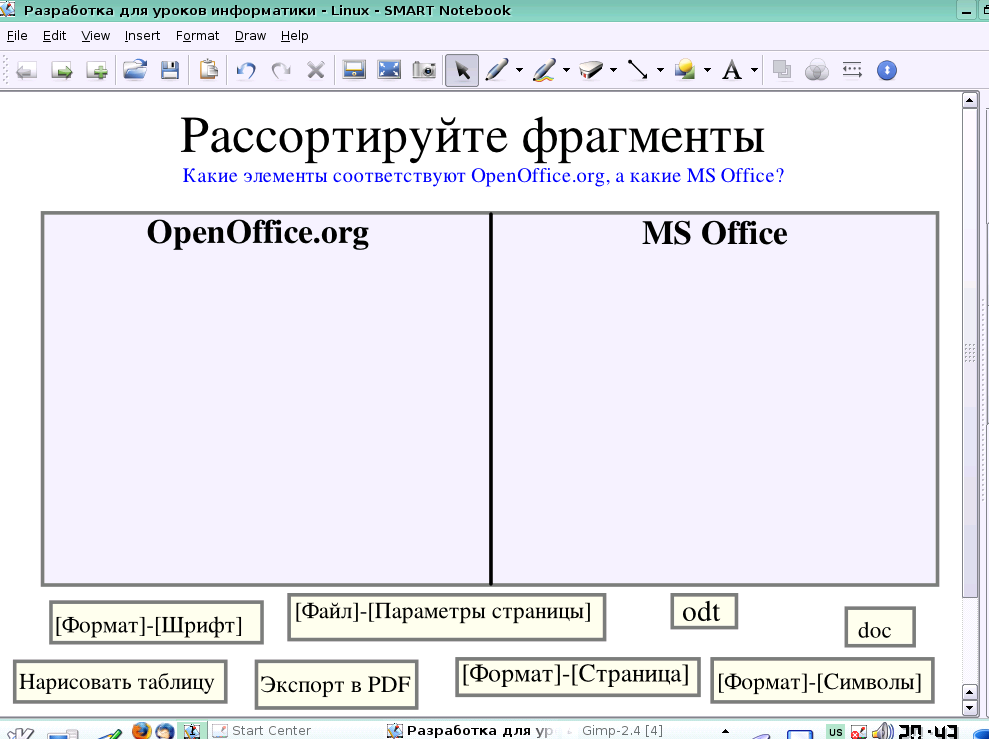 Разработка для уроков информатики - Linux - SMART Notebook
File Edit View Insert Format Draw Help
Рассортируйте фрагменты
Какие элементы соответствуют OpenOffice.org, а какие MS Office?
OpenOffice.org MS Office
[Формат]-[Шрифт] [Файл]-[Параметры страницы] odt doc
Нарисовать таблицу Экспорт в PDF [Формат]-[Страница] [Формат]-[Символы]
Start Center Разработка для ур Gimp-2.4 [4] us 20:43